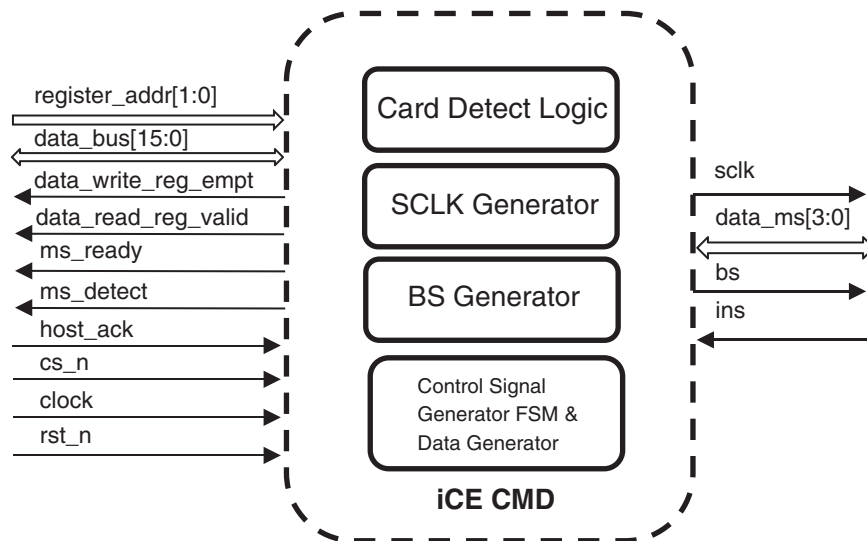 register_addr[1:0]
data_bus[15:0]
data_write_reg_empt
data_read_reg_valid
ms_ready
ms_detect
host_ack
cs_n
clock
rst_n
Card Detect Logic
SCLK Generator
BS Generator
Control Signal
Generator FSM &
Data Generator
iCE CMD
sclk
data_ms[3:0]
bs
ins